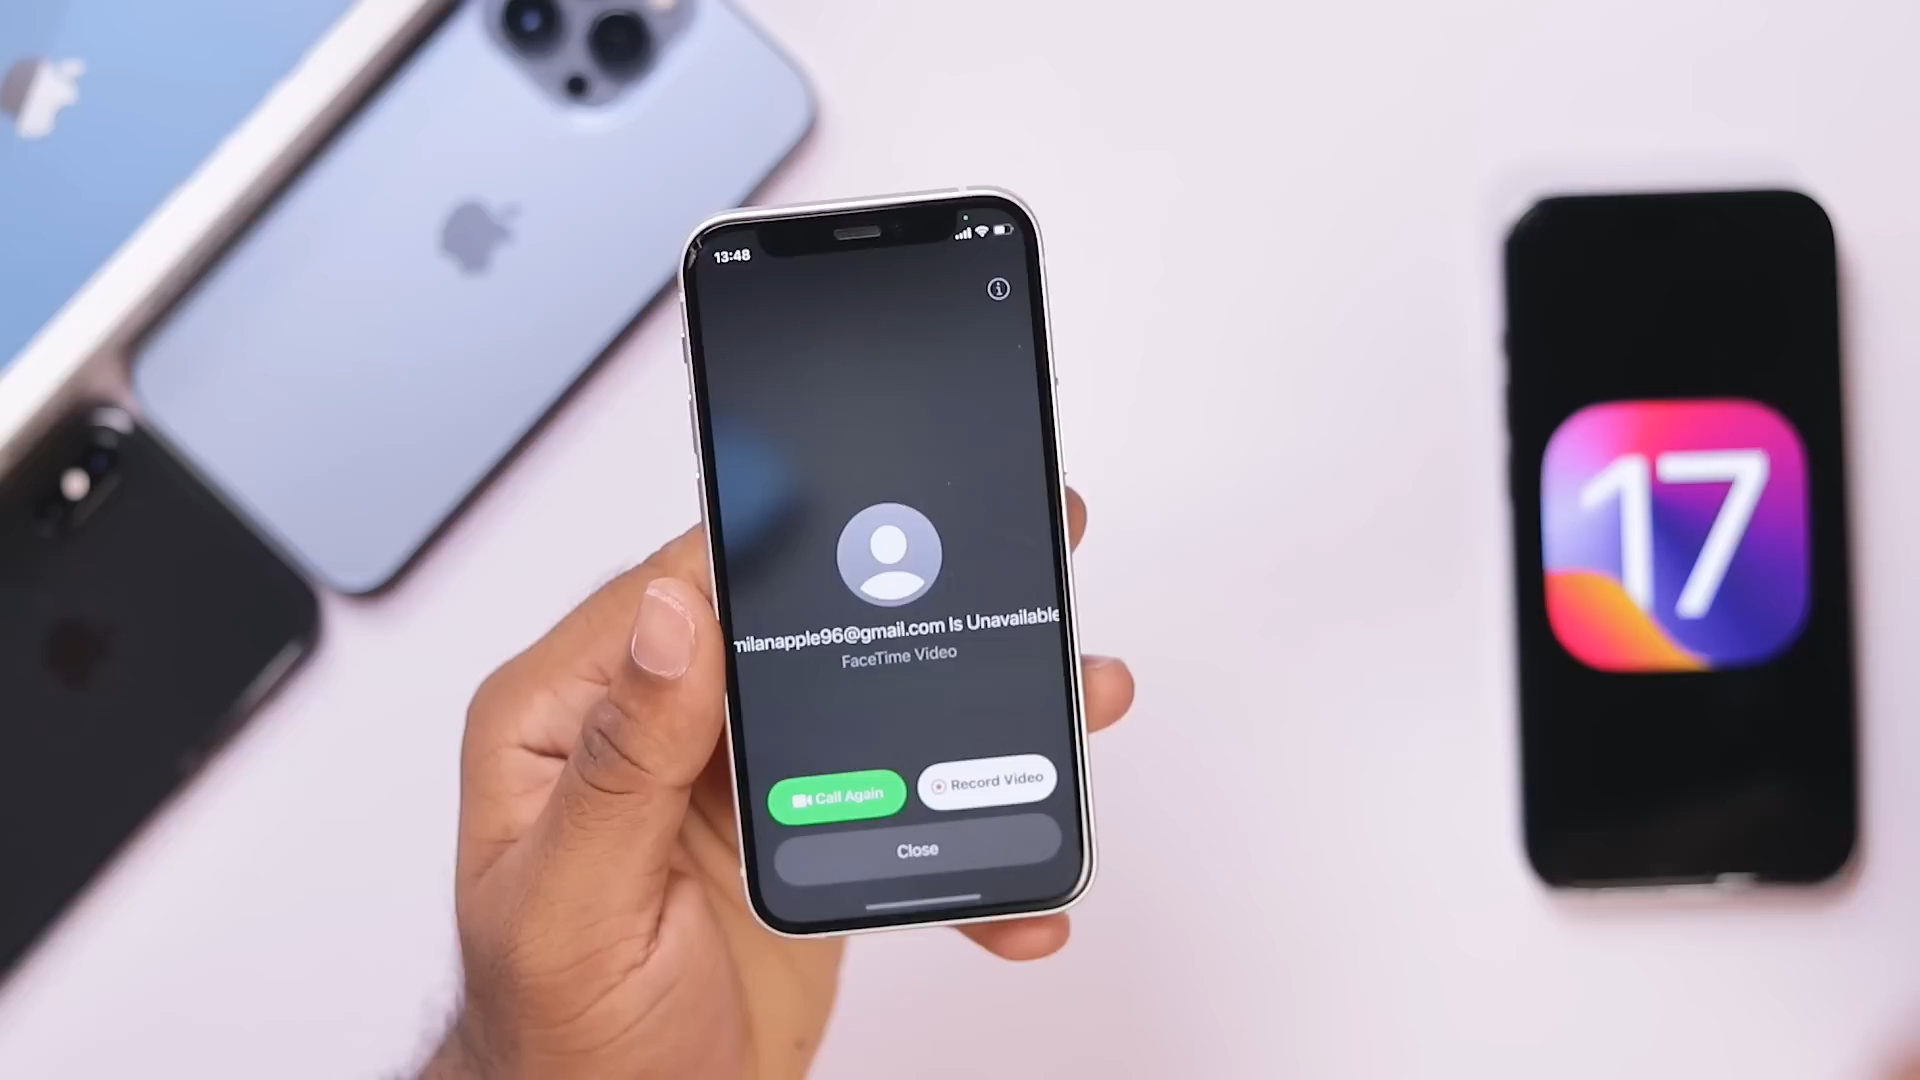 13:48
milanapple96@gmail.com Is Unavailable
FaceTime Video
Call Again
Record Video
Close
17